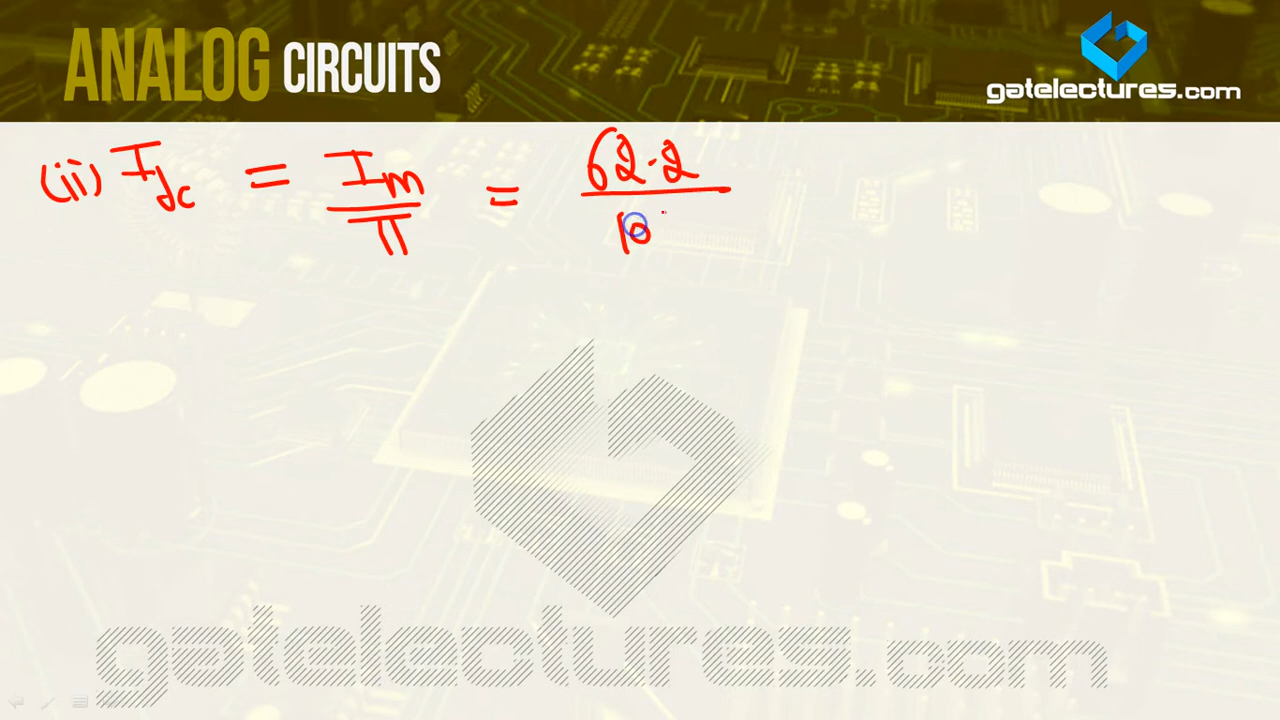 ANALOG CIRCUITS
gatelectures.com
(ii) I_dc = I_m/π = 62.2/10
gatelectures.com